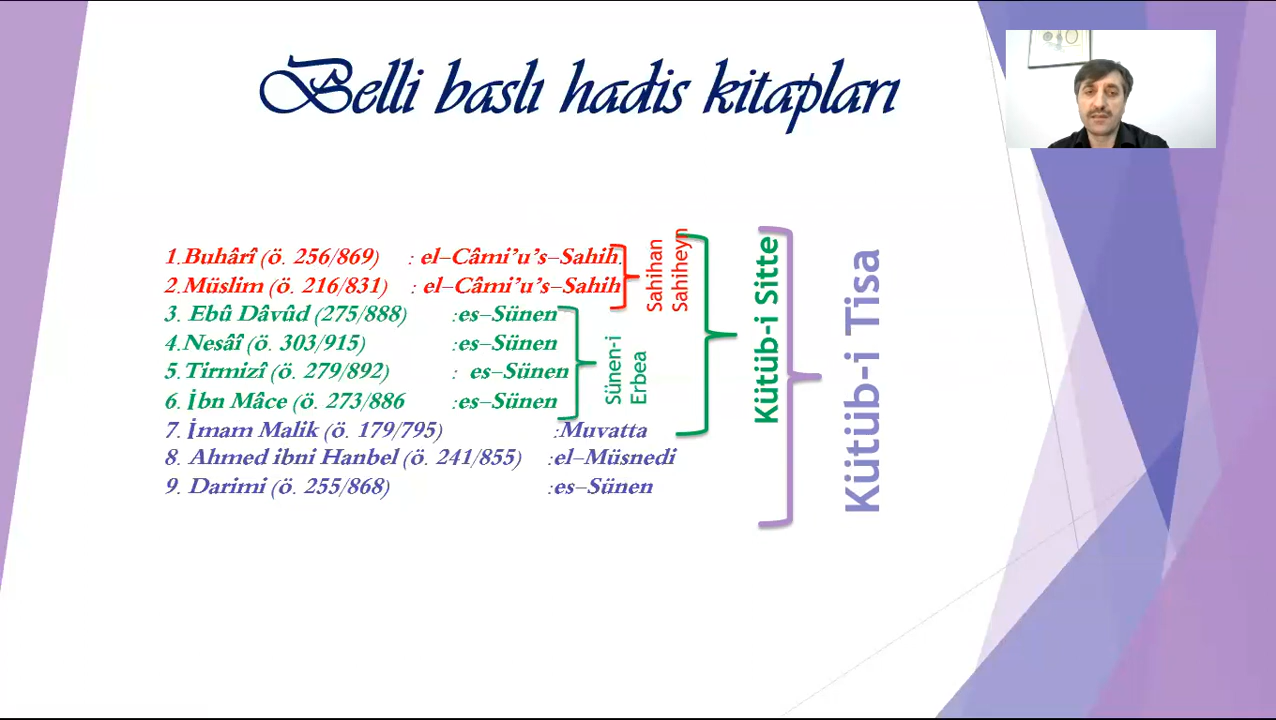 Belli baslı hadis kitapları
1.Buhârî (ö. 256/869) : el–Câmi’u’s–Sahih.
2.Müslim (ö. 216/831) : el–Câmi’u’s–Sahih
3. Ebû Dâvûd (275/888) :es–Sünen
4.Nesâî (ö. 303/915) :es–Sünen
5.Tirmizî (ö. 279/892) : es–Sünen
6. İbn Mâce (ö. 273/886 :es–Sünen
7. İmam Malik (ö. 179/795) :Muvatta
8. Ahmed ibni Hanbel (ö. 241/855) :el–Müsnedi
9. Darimi (ö. 255/868) :es–Sünen
Sahihan
Sahiheyn
Sünen-i
Erbea
Kütüb-i Sitte
Kütüb-i Tisa